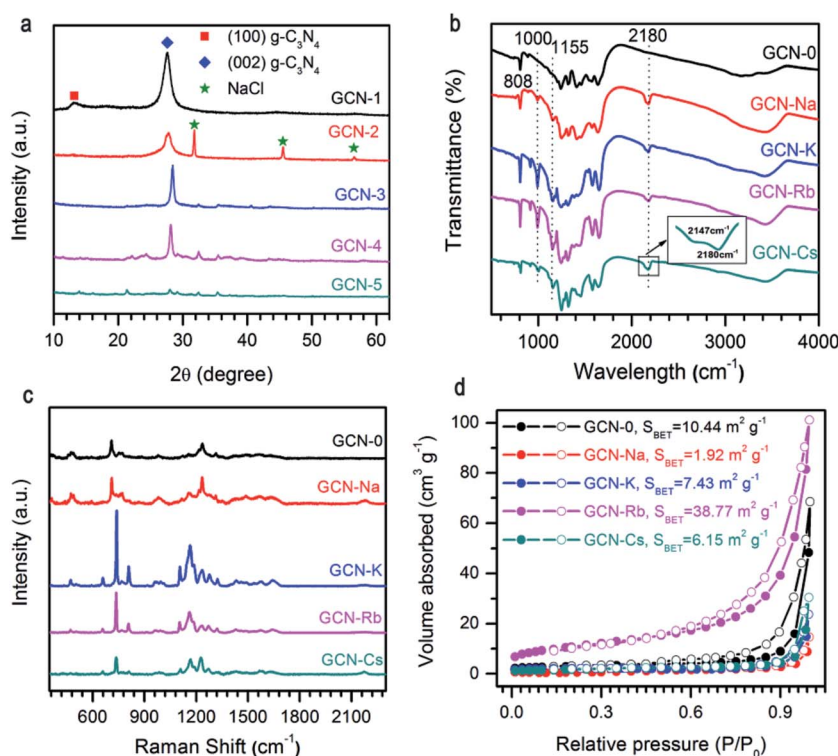 a
(100) g-C₃N₄
(002) g-C₃N₄
NaCl
GCN-1
GCN-2
GCN-3
GCN-4
GCN-5
Intensity (a.u.)
10 20 30 40 50 60
2θ (degree)
b
1000 2180
1155
808
GCN-0
GCN-Na
GCN-K
GCN-Rb
2147cm⁻¹
2180cm⁻¹
GCN-Cs
Transmittance (%)
1000 2000 3000 4000
Wavelength (cm⁻¹)
c
GCN-0
GCN-Na
GCN-K
GCN-Rb
GCN-Cs
Intensity (a.u.)
600 900 1200 1500 1800 2100
Raman Shift (cm⁻¹)
d
100
80
60
40
20
0
GCN-0, S_BET=10.44 m² g⁻¹
GCN-Na, S_BET=1.92 m² g⁻¹
GCN-K, S_BET=7.43 m² g⁻¹
GCN-Rb, S_BET=38.77 m² g⁻¹
GCN-Cs, S_BET=6.15 m² g⁻¹
Volume absorbed (cm³ g⁻¹)
0.0 0.3 0.6 0.9
Relative pressure (P/P₀)